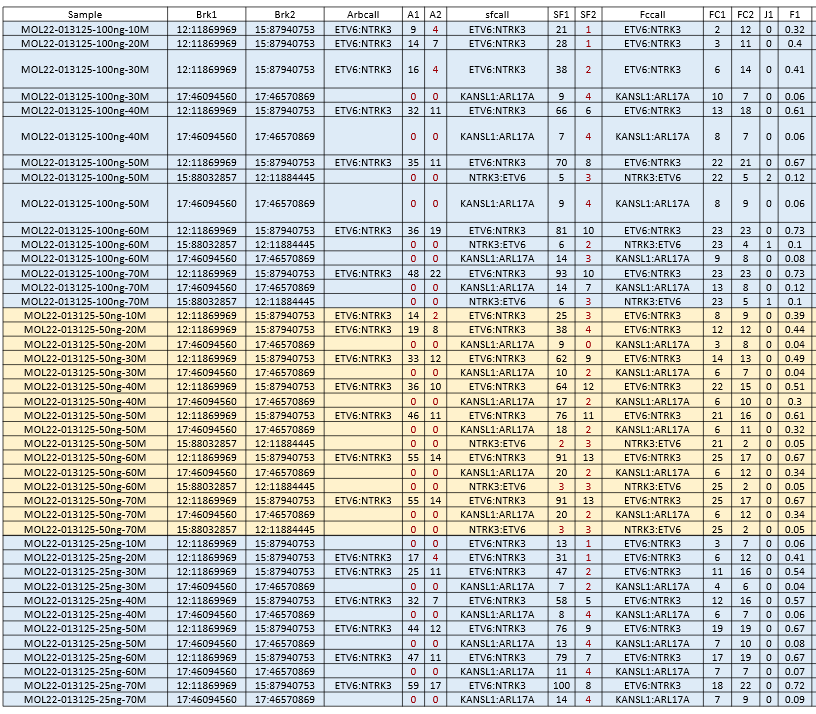 Sample Brk1 Brk2 Arbcall A1 A2 sfcall SF1 SF2 Fccall FC1 FC2 J1 F1
MOL22-013125-100ng-10M 12:11869969 15:87940753 ETV6:NTRK3 9 4 ETV6:NTRK3 21 1 ETV6:NTRK3 2 12 0 0.32
MOL22-013125-100ng-20M 12:11869969 15:87940753 ETV6:NTRK3 14 7 ETV6:NTRK3 28 1 ETV6:NTRK3 3 11 0 0.4
MOL22-013125-100ng-30M 12:11869969 15:87940753 ETV6:NTRK3 16 4 ETV6:NTRK3 38 2 ETV6:NTRK3 6 14 0 0.41
MOL22-013125-100ng-30M 17:46094560 17:46570869 0 0 KANSL1:ARL17A 9 4 KANSL1:ARL17A 10 7 0 0.06
MOL22-013125-100ng-40M 12:11869969 15:87940753 ETV6:NTRK3 32 11 ETV6:NTRK3 66 6 ETV6:NTRK3 13 18 0 0.61
MOL22-013125-100ng-40M 17:46094560 17:46570869 0 0 KANSL1:ARL17A 7 4 KANSL1:ARL17A 8 7 0 0.06
MOL22-013125-100ng-50M 12:11869969 15:87940753 ETV6:NTRK3 35 11 ETV6:NTRK3 70 8 ETV6:NTRK3 22 21 0 0.67
MOL22-013125-100ng-50M 15:88032857 12:11884445 0 0 NTRK3:ETV6 5 3 NTRK3:ETV6 22 5 2 0.12
MOL22-013125-100ng-50M 17:46094560 17:46570869 0 0 KANSL1:ARL17A 9 4 KANSL1:ARL17A 8 9 0 0.06
MOL22-013125-100ng-60M 12:11869969 15:87940753 ETV6:NTRK3 36 19 ETV6:NTRK3 81 10 ETV6:NTRK3 23 23 0 0.73
MOL22-013125-100ng-60M 15:88032857 12:11884445 0 0 NTRK3:ETV6 6 2 NTRK3:ETV6 23 4 1 0.1
MOL22-013125-100ng-60M 17:46094560 17:46570869 0 0 KANSL1:ARL17A 14 3 KANSL1:ARL17A 9 8 0 0.08
MOL22-013125-100ng-70M 12:11869969 15:87940753 ETV6:NTRK3 48 22 ETV6:NTRK3 93 10 ETV6:NTRK3 23 23 0 0.73
MOL22-013125-100ng-70M 17:46094560 17:46570869 0 0 KANSL1:ARL17A 14 7 KANSL1:ARL17A 13 8 0 0.12
MOL22-013125-100ng-70M 15:88032857 12:11884445 0 0 NTRK3:ETV6 6 3 NTRK3:ETV6 23 5 1 0.1
MOL22-013125-50ng-10M 12:11869969 15:87940753 ETV6:NTRK3 14 2 ETV6:NTRK3 25 3 ETV6:NTRK3 8 9 0 0.39
MOL22-013125-50ng-20M 12:11869969 15:87940753 ETV6:NTRK3 19 8 ETV6:NTRK3 38 4 ETV6:NTRK3 12 12 0 0.44
MOL22-013125-50ng-20M 17:46094560 17:46570869 0 0 KANSL1:ARL17A 9 0 KANSL1:ARL17A 3 8 0 0.04
MOL22-013125-50ng-30M 12:11869969 15:87940753 ETV6:NTRK3 33 12 ETV6:NTRK3 62 9 ETV6:NTRK3 14 13 0 0.49
MOL22-013125-50ng-30M 17:46094560 17:46570869 0 0 KANSL1:ARL17A 10 2 KANSL1:ARL17A 6 7 0 0.04
MOL22-013125-50ng-40M 12:11869969 15:87940753 ETV6:NTRK3 36 10 ETV6:NTRK3 64 12 ETV6:NTRK3 22 15 0 0.51
MOL22-013125-50ng-40M 17:46094560 17:46570869 0 0 KANSL1:ARL17A 17 2 KANSL1:ARL17A 6 10 0 0.3
MOL22-013125-50ng-50M 12:11869969 15:87940753 ETV6:NTRK3 46 11 ETV6:NTRK3 76 11 ETV6:NTRK3 21 16 0 0.61
MOL22-013125-50ng-50M 17:46094560 17:46570869 0 0 KANSL1:ARL17A 18 2 KANSL1:ARL17A 6 11 0 0.32
MOL22-013125-50ng-50M 15:88032857 12:11884445 0 0 NTRK3:ETV6 2 3 NTRK3:ETV6 21 2 0 0.05
MOL22-013125-50ng-60M 12:11869969 15:87940753 ETV6:NTRK3 55 14 ETV6:NTRK3 91 13 ETV6:NTRK3 25 17 0 0.67
MOL22-013125-50ng-60M 17:46094560 17:46570869 0 0 KANSL1:ARL17A 20 2 KANSL1:ARL17A 6 12 0 0.34
MOL22-013125-50ng-60M 15:88032857 12:11884445 0 0 NTRK3:ETV6 3 3 NTRK3:ETV6 25 2 0 0.05
MOL22-013125-50ng-70M 12:11869969 15:87940753 ETV6:NTRK3 55 14 ETV6:NTRK3 91 13 ETV6:NTRK3 25 17 0 0.67
MOL22-013125-50ng-70M 17:46094560 17:46570869 0 0 KANSL1:ARL17A 20 2 KANSL1:ARL17A 6 12 0 0.34
MOL22-013125-50ng-70M 15:88032857 12:11884445 0 0 NTRK3:ETV6 3 3 NTRK3:ETV6 25 2 0 0.05
MOL22-013125-25ng-10M 12:11869969 15:87940753 0 0 ETV6:NTRK3 13 1 ETV6:NTRK3 3 7 0 0.06
MOL22-013125-25ng-20M 12:11869969 15:87940753 ETV6:NTRK3 17 4 ETV6:NTRK3 31 1 ETV6:NTRK3 6 12 0 0.41
MOL22-013125-25ng-30M 12:11869969 15:87940753 ETV6:NTRK3 25 11 ETV6:NTRK3 47 2 ETV6:NTRK3 11 16 0 0.54
MOL22-013125-25ng-30M 17:46094560 17:46570869 0 0 KANSL1:ARL17A 7 2 KANSL1:ARL17A 4 6 0 0.04
MOL22-013125-25ng-40M 12:11869969 15:87940753 ETV6:NTRK3 32 7 ETV6:NTRK3 58 5 ETV6:NTRK3 12 16 0 0.57
MOL22-013125-25ng-40M 17:46094560 17:46570869 0 0 KANSL1:ARL17A 8 4 KANSL1:ARL17A 6 7 0 0.06
MOL22-013125-25ng-50M 12:11869969 15:87940753 ETV6:NTRK3 44 12 ETV6:NTRK3 76 9 ETV6:NTRK3 19 19 0 0.67
MOL22-013125-25ng-50M 17:46094560 17:46570869 0 0 KANSL1:ARL17A 13 4 KANSL1:ARL17A 7 10 0 0.08
MOL22-013125-25ng-60M 12:11869969 15:87940753 ETV6:NTRK3 47 11 ETV6:NTRK3 79 7 ETV6:NTRK3 17 19 0 0.67
MOL22-013125-25ng-60M 17:46094560 17:46570869 0 0 KANSL1:ARL17A 11 4 KANSL1:ARL17A 7 7 0 0.07
MOL22-013125-25ng-70M 12:11869969 15:87940753 ETV6:NTRK3 59 17 ETV6:NTRK3 100 8 ETV6:NTRK3 18 22 0 0.72
MOL22-013125-25ng-70M 17:46094560 17:46570869 0 0 KANSL1:ARL17A 14 4 KANSL1:ARL17A 7 9 0 0.09